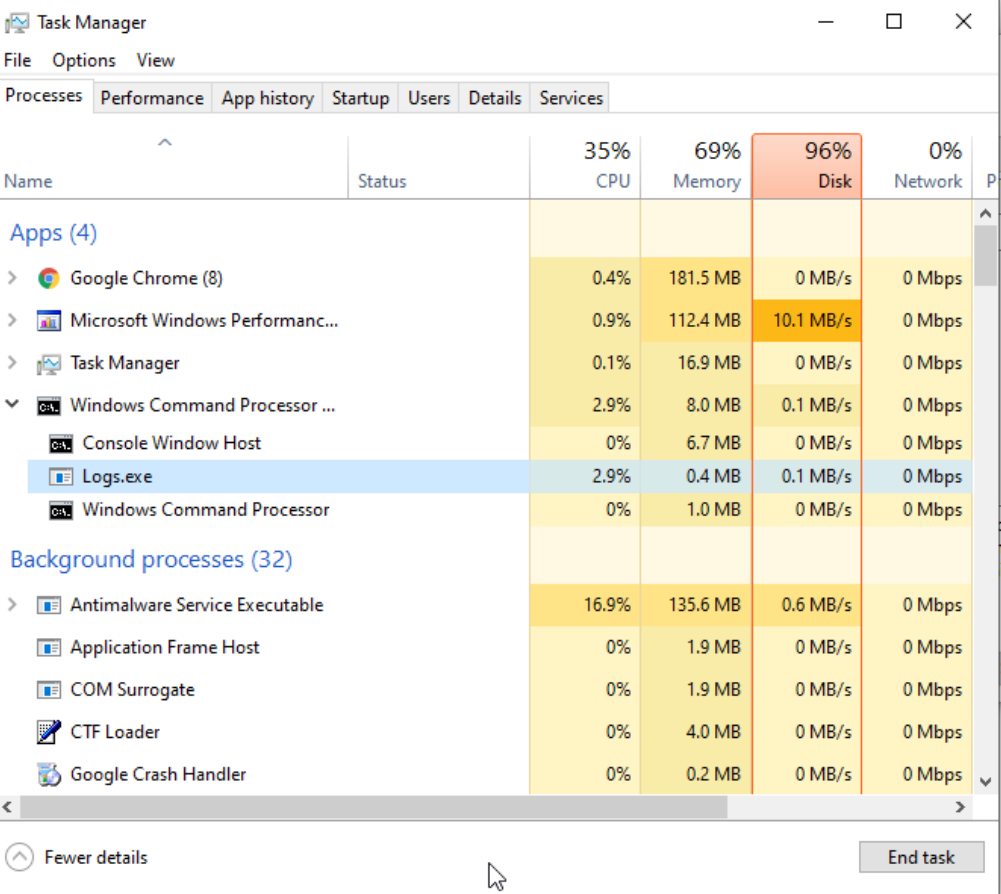 Task Manager
File Options View
Processes Performance App history Startup Users Details Services
35% 69% 96% 0%
Name Status CPU Memory Disk Network P
Apps (4)
Google Chrome (8) 0.4% 181.5 MB 0 MB/s 0 Mbps
Microsoft Windows Performanc... 0.9% 112.4 MB 10.1 MB/s 0 Mbps
Task Manager 0.1% 16.9 MB 0 MB/s 0 Mbps
Windows Command Processor ... 2.9% 8.0 MB 0.1 MB/s 0 Mbps
Console Window Host 0% 6.7 MB 0 MB/s 0 Mbps
Logs.exe 2.9% 0.4 MB 0.1 MB/s 0 Mbps
Windows Command Processor 0% 1.0 MB 0 MB/s 0 Mbps
Background processes (32)
Antimalware Service Executable 16.9% 135.6 MB 0.6 MB/s 0 Mbps
Application Frame Host 0% 1.9 MB 0 MB/s 0 Mbps
COM Surrogate 0% 1.9 MB 0 MB/s 0 Mbps
CTF Loader 0% 4.0 MB 0 MB/s 0 Mbps
Google Crash Handler 0% 0.2 MB 0 MB/s 0 Mbps
Fewer details End task